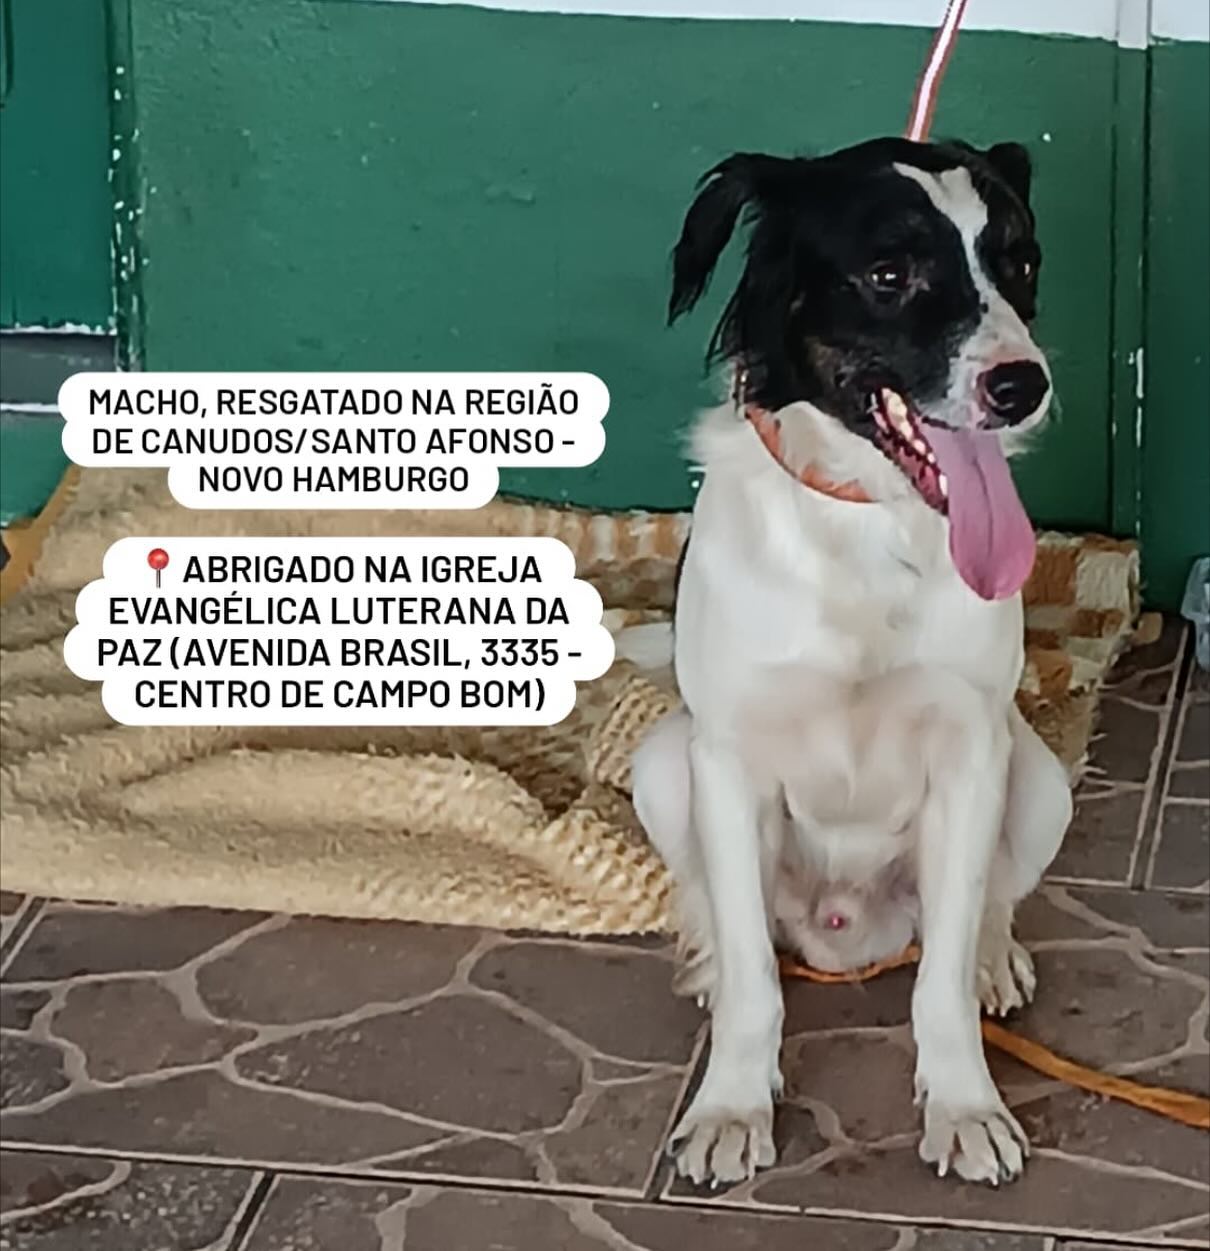 MACHO, RESGATADO NA REGIÃO
DE CANUDOS/SANTO AFONSO -
NOVO HAMBURGO
📍ABRIGADO NA IGREJA
EVANGÉLICA LUTERANA DA
PAZ (AVENIDA BRASIL, 3335 -
CENTRO DE CAMPO BOM)